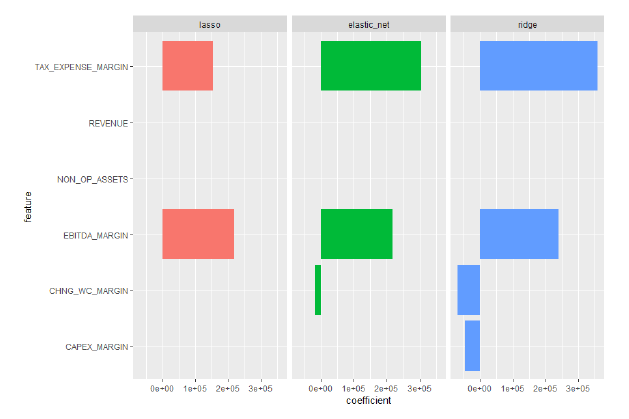 lasso elastic_net ridge
TAX_EXPENSE_MARGIN
REVENUE
NON_OP_ASSETS
EBITDA_MARGIN
CHNG_WC_MARGIN
CAPEX_MARGIN
feature
0e+00 1e+05 2e+05 3e+05 0e+00 1e+05 2e+05 3e+05 0e+00 1e+05 2e+05 3e+05
coefficient